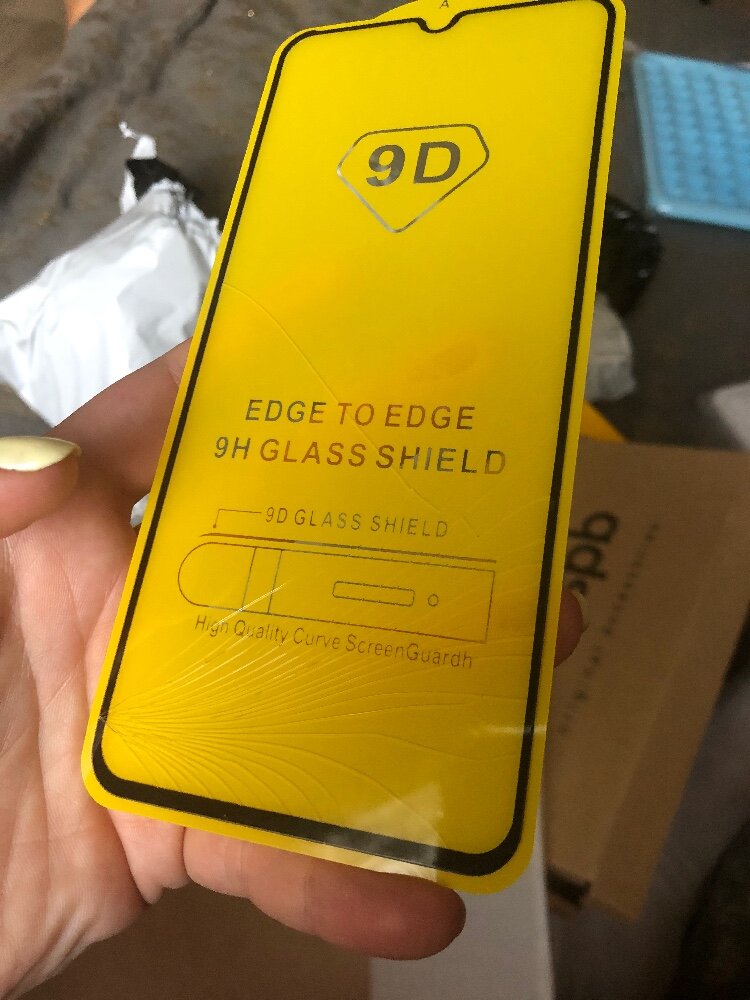 A
9D
EDGE TO EDGE
9H GLASS SHIELD
9D GLASS SHIELD
High Quality Curve ScreenGuardh